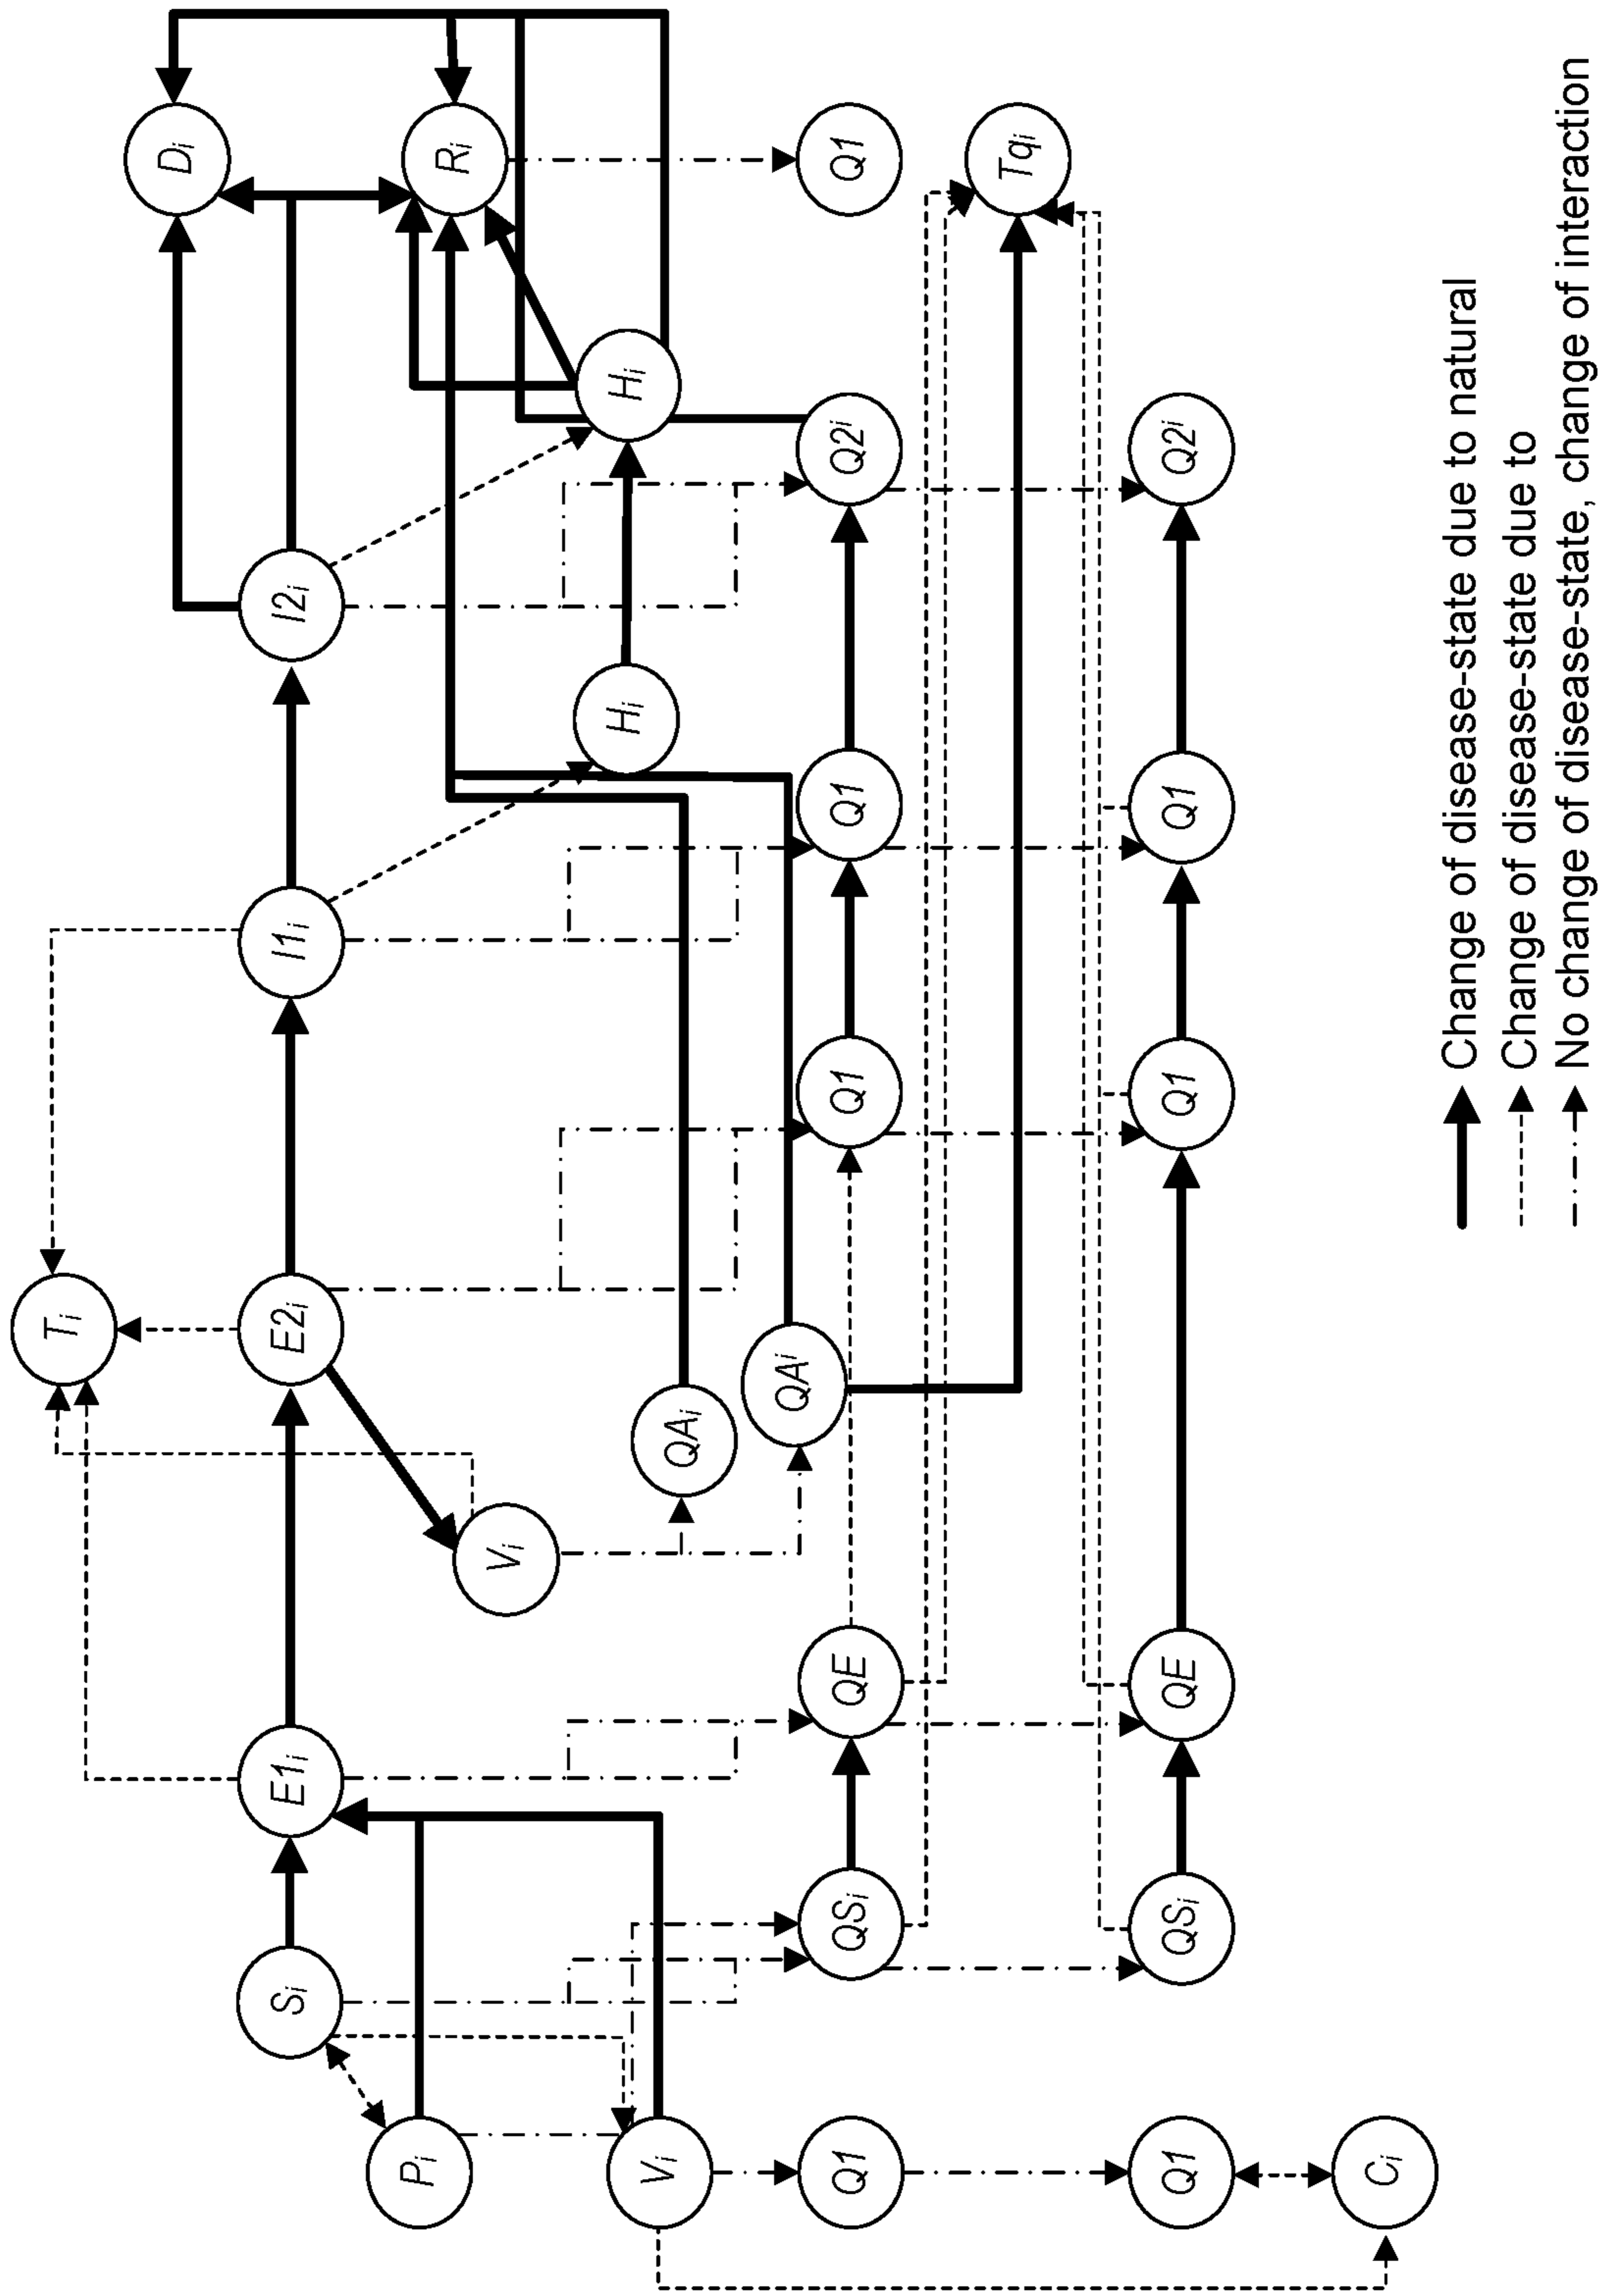 Ti
Di
Si E1i E2i I1i I2i
Pi Ri
Vi
Hi Hi
Vi QAi
QAi
Q1 QSi QE Q1 Q1 Q2i Q1
Tqi
Q1 QSi QE Q1 Q1 Q2i
Ci
Change of disease-state due to natural
Change of disease-state due to
No change of disease-state, change of interaction